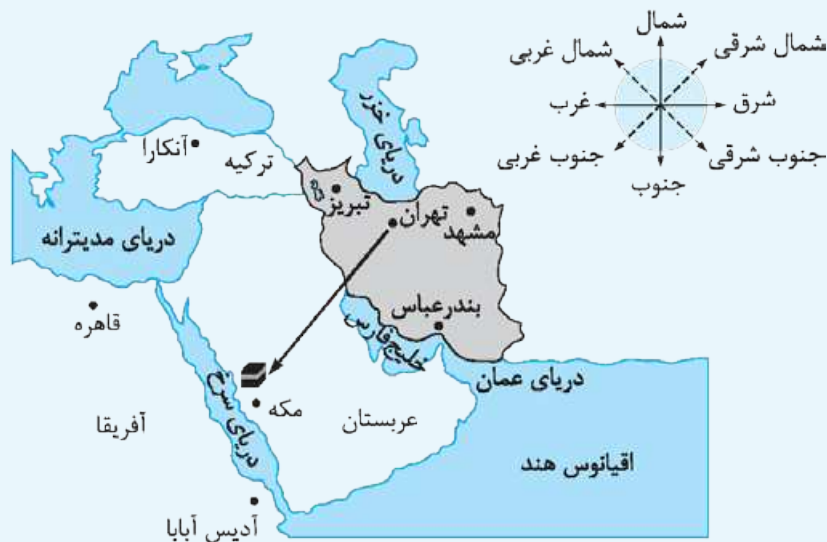 شمال
شمال غربی
شمال شرقی
غرب
شرق
جنوب غربی
جنوب شرقی
جنوب
دریای خزر
آنکارا
ترکیه
تبریز
تهران
مشهد
دریای مدیترانه
قاهره
بندرعباس
خلیج‌فارس
دریای عمان
دریای سرخ
مکه
عربستان
آفریقا
اقیانوس هند
آدیس آبابا